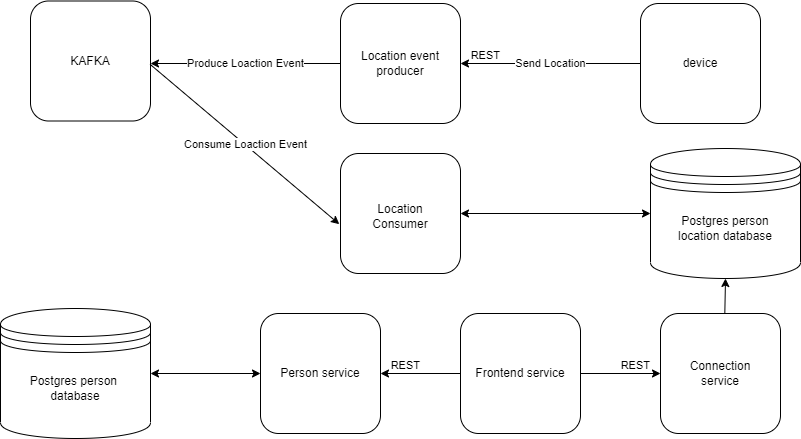 KAFKA
Produce Loaction Event
Location event
producer
REST
Send Location
device
Consume Loaction Event
Location
Consumer
Postgres person
location database
Postgres person
database
Person service
REST
Frontend service
REST
Connection
service